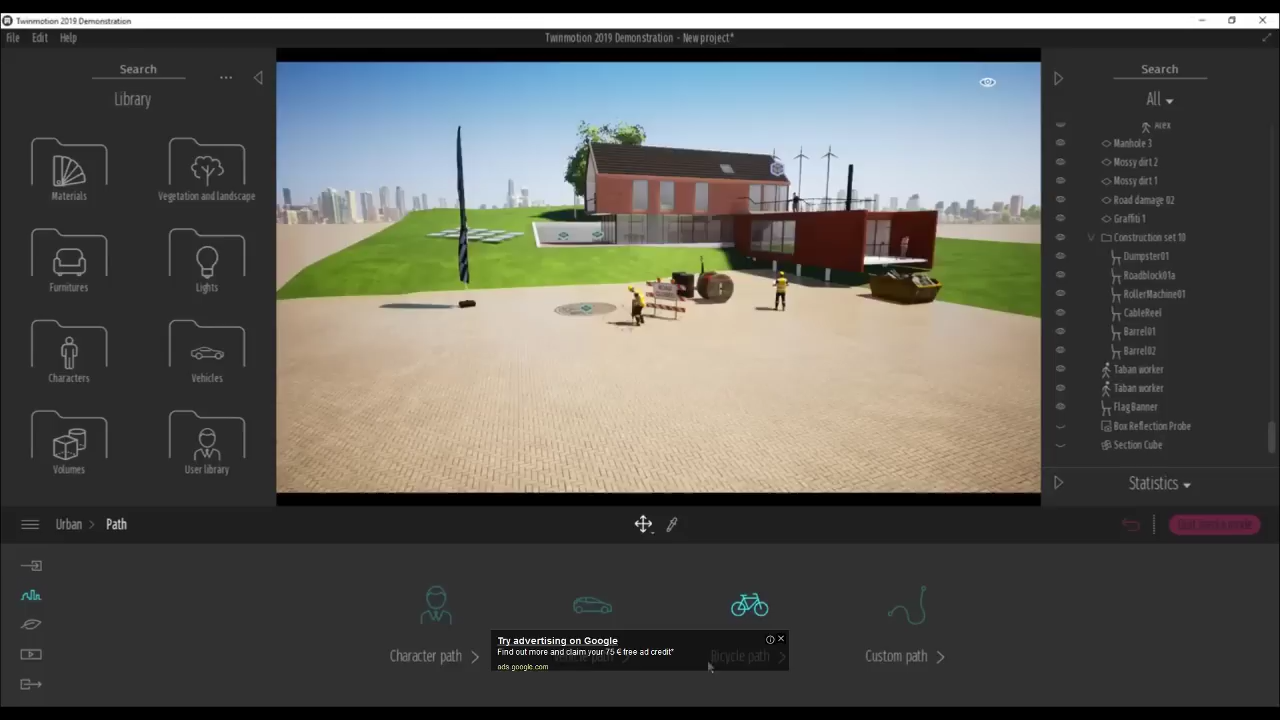 Twinmotion 2019 Demonstration
File Edit Help
Twinmotion 2019 Demonstration - New project*
Search
...
Library
Materials
Vegetation and landscape
Furnitures
Lights
Characters
Vehicles
Volumes
User library
Search
All
Alex
Manhole 3
Mossy dirt 2
Mossy dirt 1
Road damage 02
Graffiti 1
Construction set 10
Dumpster01
Roadblock01a
RollerMachine01
CableReel
Barrel01
Barrel02
Taban worker
Taban worker
Flag Banner
Box Reflection Probe
Section Cube
Statistics
Urban > Path
Character path >
Vehicle path >
Bicycle path >
Custom path >
Try advertising on Google
Find out more and claim your 75 € free ad credit*
ads.google.com